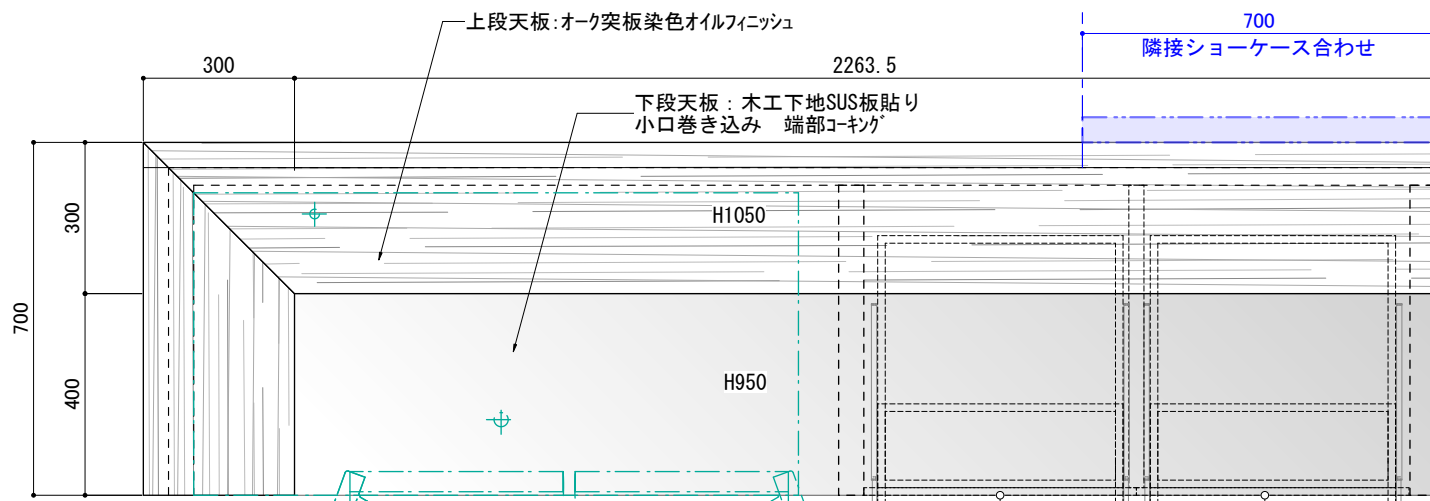 上段天板:オーク突板染色オイルフィニッシュ
700
隣接ショーケース合わせ
300
2263.5
下段天板：木工下地SUS板貼り
小口巻き込み　端部コーキング
300
H1050
700
400
H950